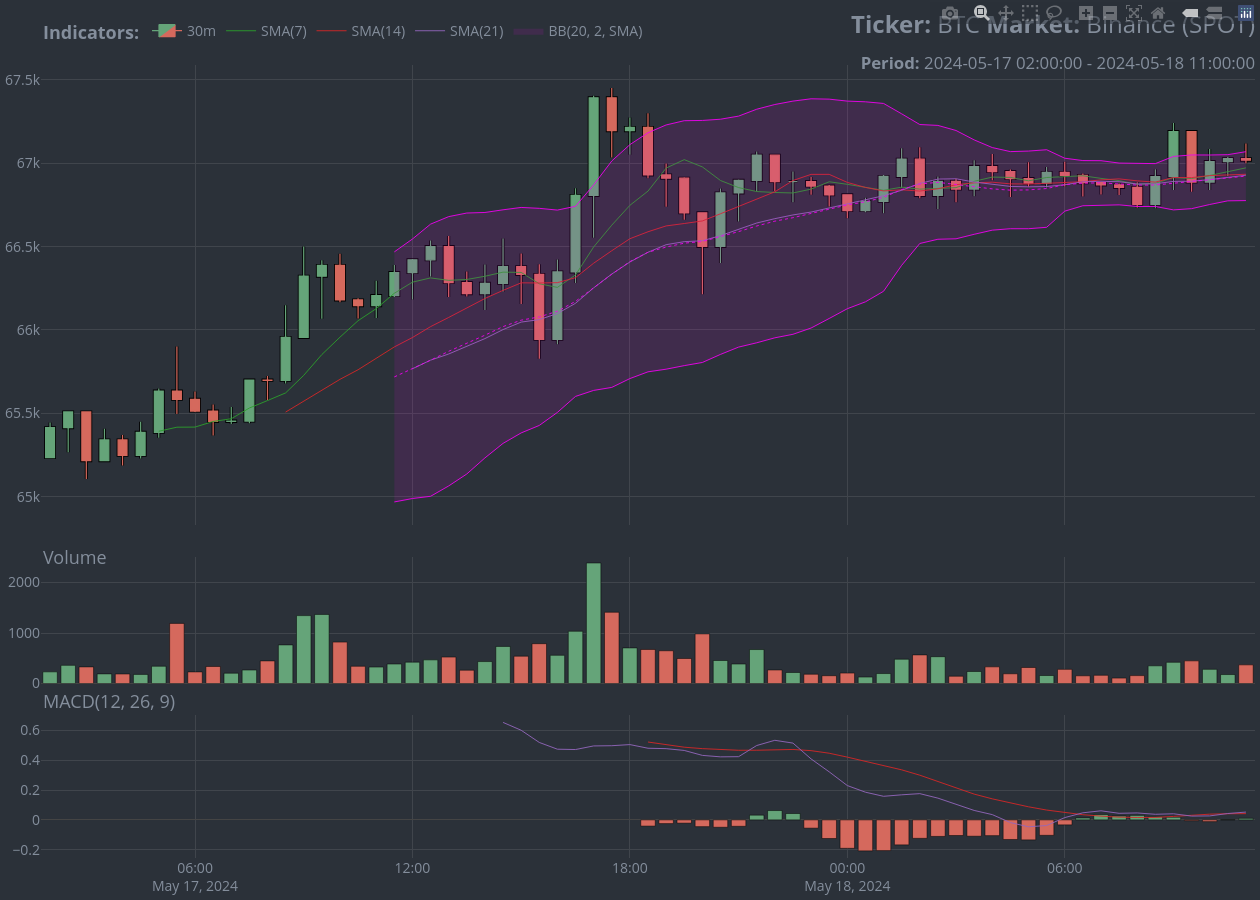 Indicators: 30m SMA(7) SMA(14) SMA(21) BB(20, 2, SMA)
Ticker: BTC Market: Binance (SPOT)
Period: 2024-05-17 02:00:00 - 2024-05-18 11:00:00
67.5k
67k
66.5k
66k
65.5k
65k
Volume
2000
1000
0
MACD(12, 26, 9)
0.6
0.4
0.2
0
−0.2
06:00 12:00 18:00 00:00 06:00
May 17, 2024 May 18, 2024